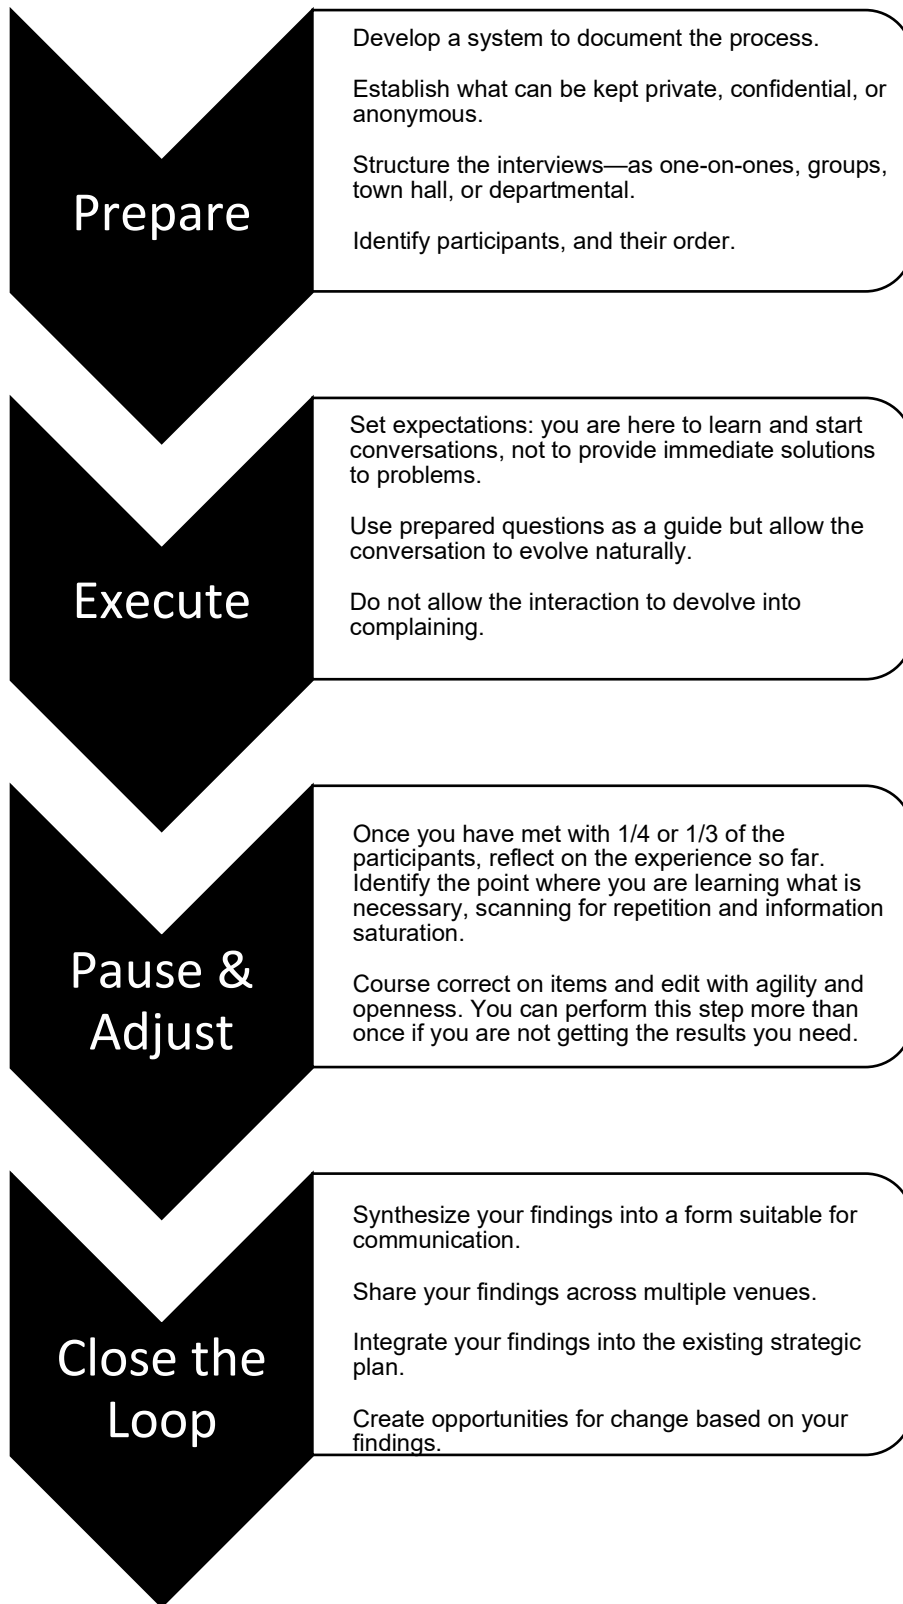 Prepare
Develop a system to document the process.
Establish what can be kept private, confidential, or
anonymous.
Structure the interviews—as one-on-ones, groups,
town hall, or departmental.
Identify participants, and their order.
Execute
Set expectations: you are here to learn and start
conversations, not to provide immediate solutions
to problems.
Use prepared questions as a guide but allow the
conversation to evolve naturally.
Do not allow the interaction to devolve into
complaining.
Pause &
Adjust
Once you have met with 1/4 or 1/3 of the
participants, reflect on the experience so far.
Identify the point where you are learning what is
necessary, scanning for repetition and information
saturation.
Course correct on items and edit with agility and
openness. You can perform this step more than
once if you are not getting the results you need.
Close the
Loop
Synthesize your findings into a form suitable for
communication.
Share your findings across multiple venues.
Integrate your findings into the existing strategic
plan.
Create opportunities for change based on your
findings.